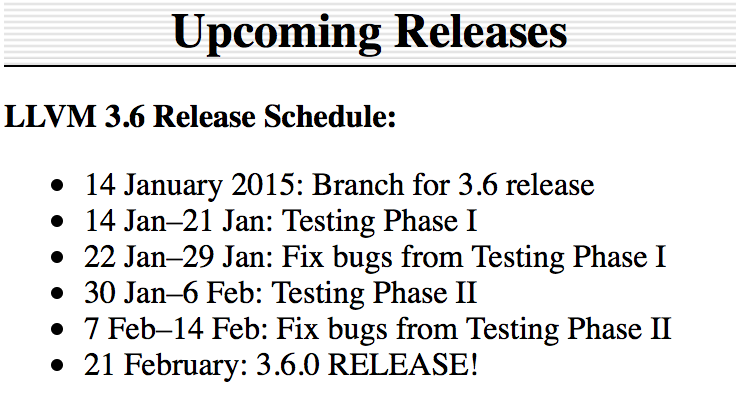 Upcoming Releases
LLVM 3.6 Release Schedule:
• 14 January 2015: Branch for 3.6 release
• 14 Jan–21 Jan: Testing Phase I
• 22 Jan–29 Jan: Fix bugs from Testing Phase I
• 30 Jan–6 Feb: Testing Phase II
• 7 Feb–14 Feb: Fix bugs from Testing Phase II
• 21 February: 3.6.0 RELEASE!